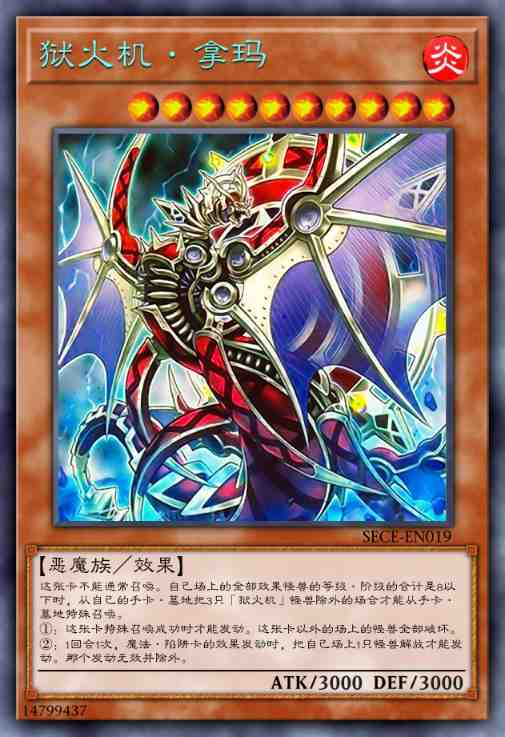 狱火机·拿玛
炎
SECE-EN019
【恶魔族／效果】
这张卡不能通常召唤。自己场上的全部效果怪兽的等级·阶级的合计是8以
下时，从自己的手卡·墓地把3只「狱火机」怪兽除外的场合才能从手卡·
墓地特殊召唤。
①：这张卡特殊召唤成功时才能发动。这张卡以外的场上的怪兽全部破坏。
②：1回合1次，魔法·陷阱卡的效果发动时，把自己场上1只怪兽解放才能发
动。那个发动无效并除外。
ATK/3000 DEF/3000
14799437